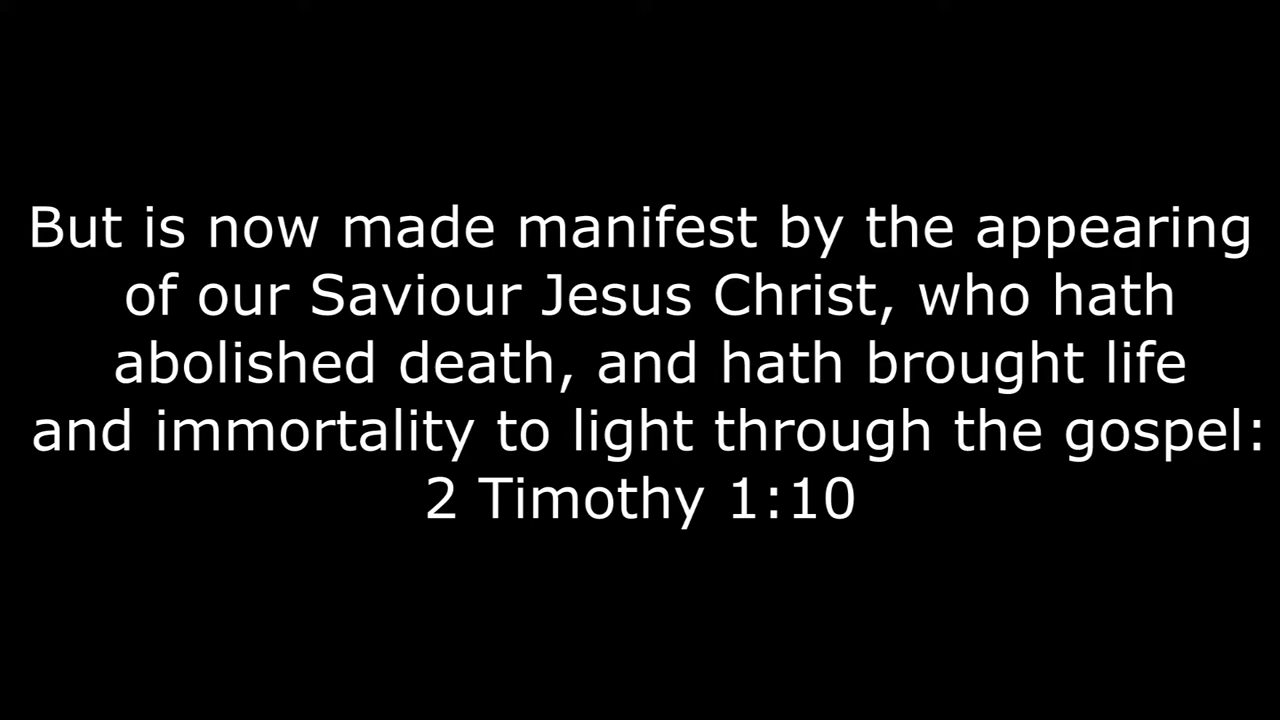 But is now made manifest by the appearing
of our Saviour Jesus Christ, who hath
abolished death, and hath brought life
and immortality to light through the gospel:
2 Timothy 1:10